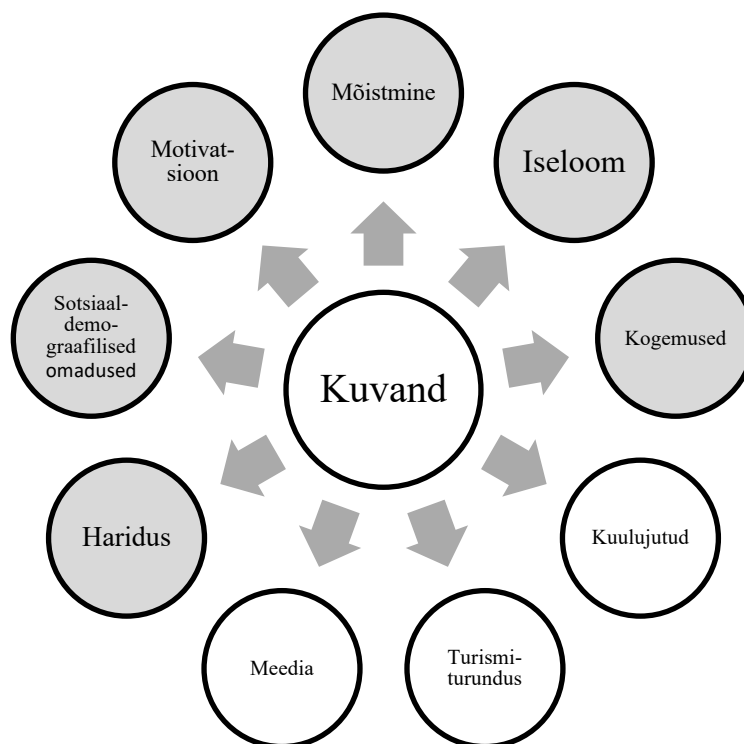 Mõistmine
Iseloom
Kogemused
Kuulujutud
Turismi-
turundus
Meedia
Haridus
Sotsiaal-
demo-
graafilised
omadused
Motivat-
sioon
Kuvand